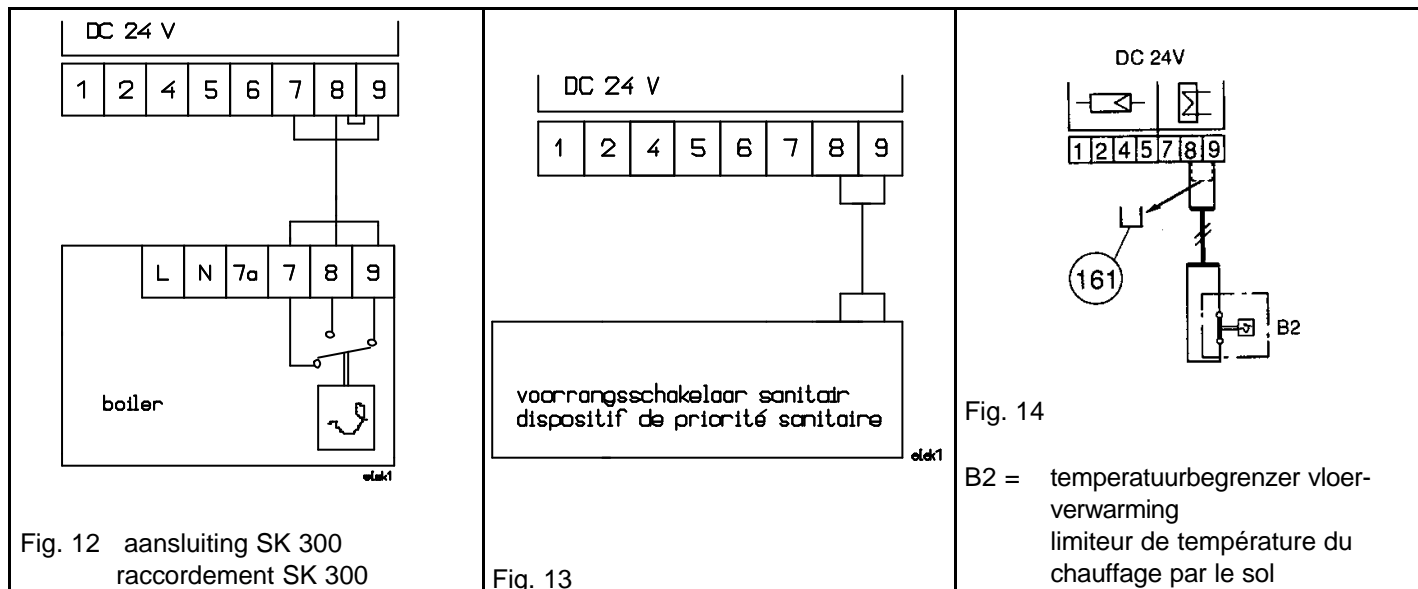 DC 24 V
1 2 4 5 6 7 8 9
L N 7a 7 8 9
boiler
elek1
Fig. 12 aansluiting SK 300
raccordement SK 300
DC 24 V
1 2 4 5 6 7 8 9
voorrangsschakelaar sanitair
dispositif de priorité sanitaire
elek1
Fig. 13
DC 24V
1 2 4 5 7 8 9
161
B2
Fig. 14
B2 = temperatuurbegrenzer vloer-
verwarming
limiteur de température du
chauffage par le sol